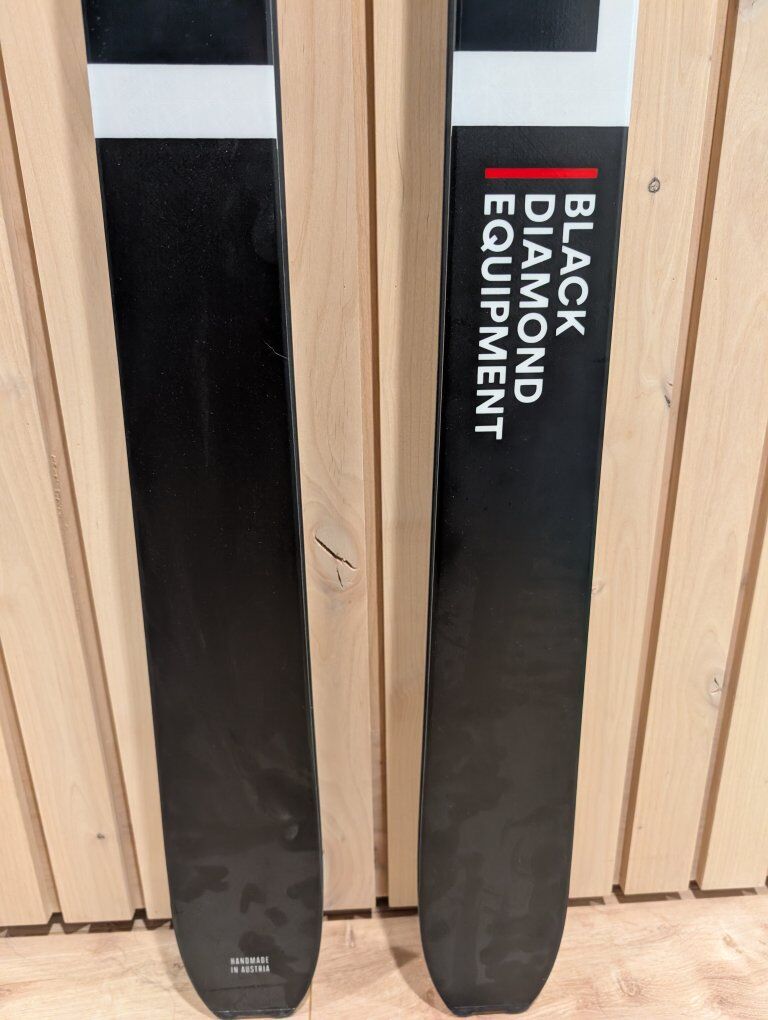 BLACK
DIAMOND
EQUIPMENT
HANDMADE
IN AUSTRIA